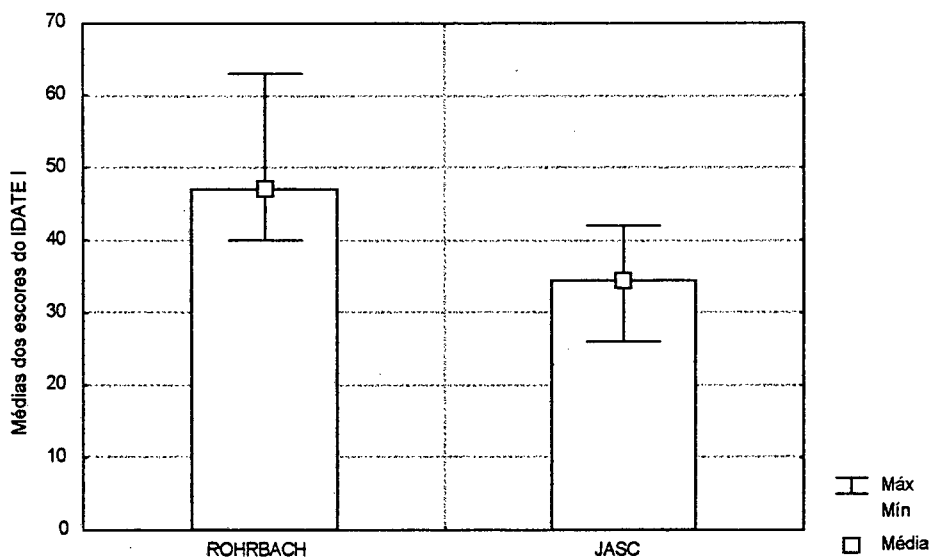 70
60
50
40
30
20
10
0
Médias dos escores do IDATE I
ROHRBACH
JASC
Máx
Mín
Média